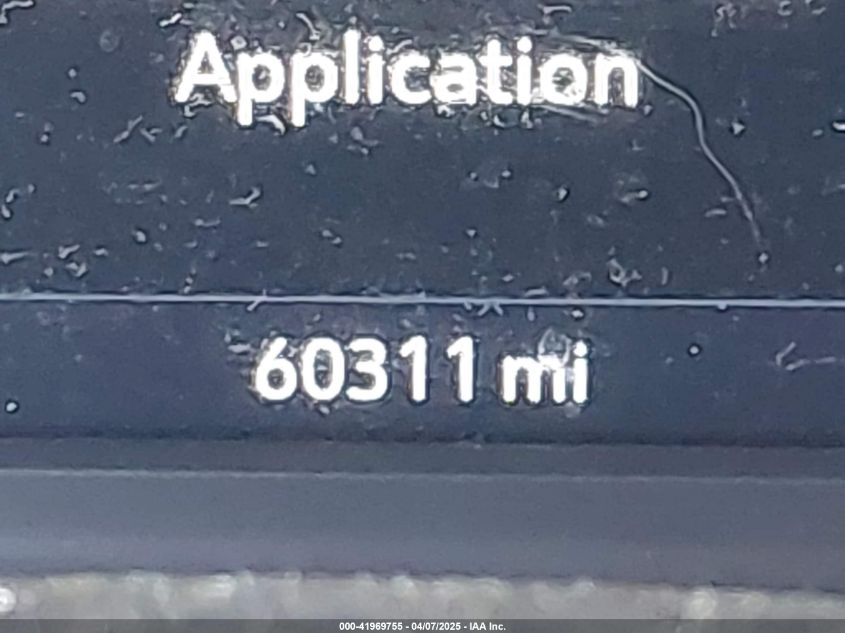 Application
60311 mi
000-41969755 - 04/07/2025 - IAA Inc.